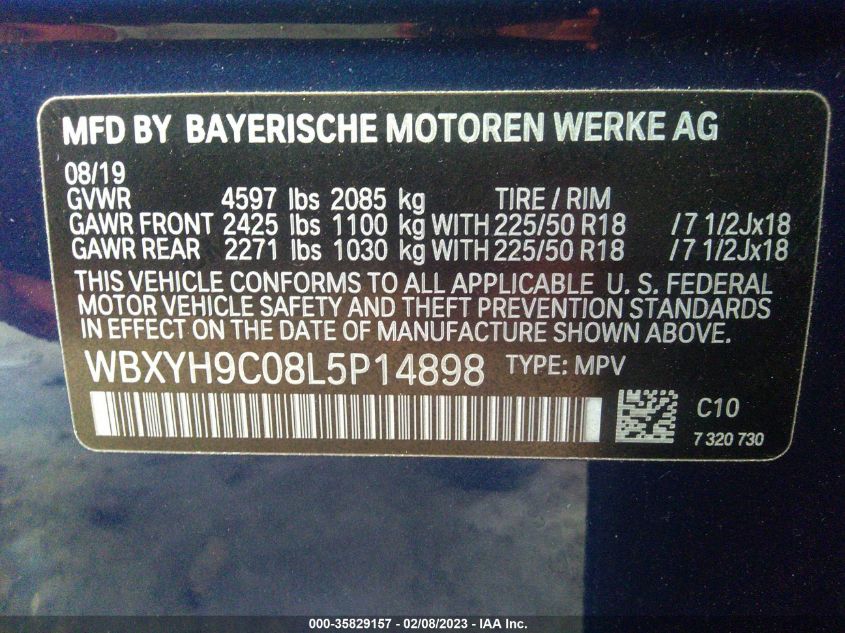 MFD BY BAYERISCHE MOTOREN WERKE AG
08/19
GVWR 4597 lbs 2085 kg TIRE / RIM
GAWR FRONT 2425 lbs 1100 kg WITH 225/50 R18 /7 1/2Jx18
GAWR REAR 2271 lbs 1030 kg WITH 225/50 R18 /7 1/2Jx18
THIS VEHICLE CONFORMS TO ALL APPLICABLE U. S. FEDERAL
MOTOR VEHICLE SAFETY AND THEFT PREVENTION STANDARDS
IN EFFECT ON THE DATE OF MANUFACTURE SHOWN ABOVE.
WBXYH9C08L5P14898 TYPE: MPV
C10
7 320 730
000-35829157 - 02/08/2023 - IAA Inc.